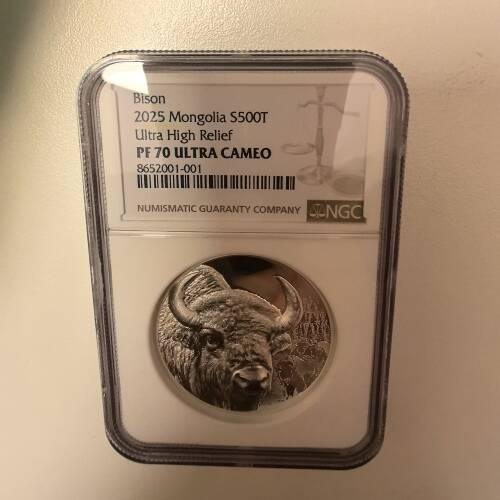 Bison
2025 Mongolia S500T
Ultra High Relief
PF 70 ULTRA CAMEO
8652001-001
NUMISMATIC GUARANTY COMPANY NGC